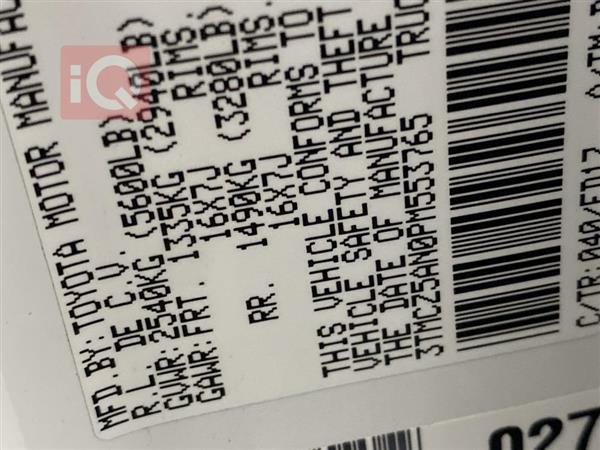 iQ
MFD.BY:TOYOTA MOTOR MANUFAC
R.L. DE C.V.
GVWR: 2540KG (5600LB)
GAWR: FRT. 1335KG (2940LB)
16X7J RIMS.
RR. 1490KG (3280LB)
16X7J RIMS.
THIS VEHICLE CONFORMS TO
VEHICLE SAFETY AND THEFT
THE DATE OF MANUFACTURE
3TMCZ5AN0PM553765 TRUC
C/TR:040/FD17 A/TM
027